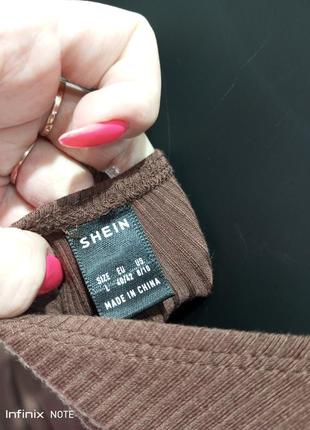 SHEIN
SIZE EU US
L 40/42 8/10
MADE IN CHINA
Infinix NOTE